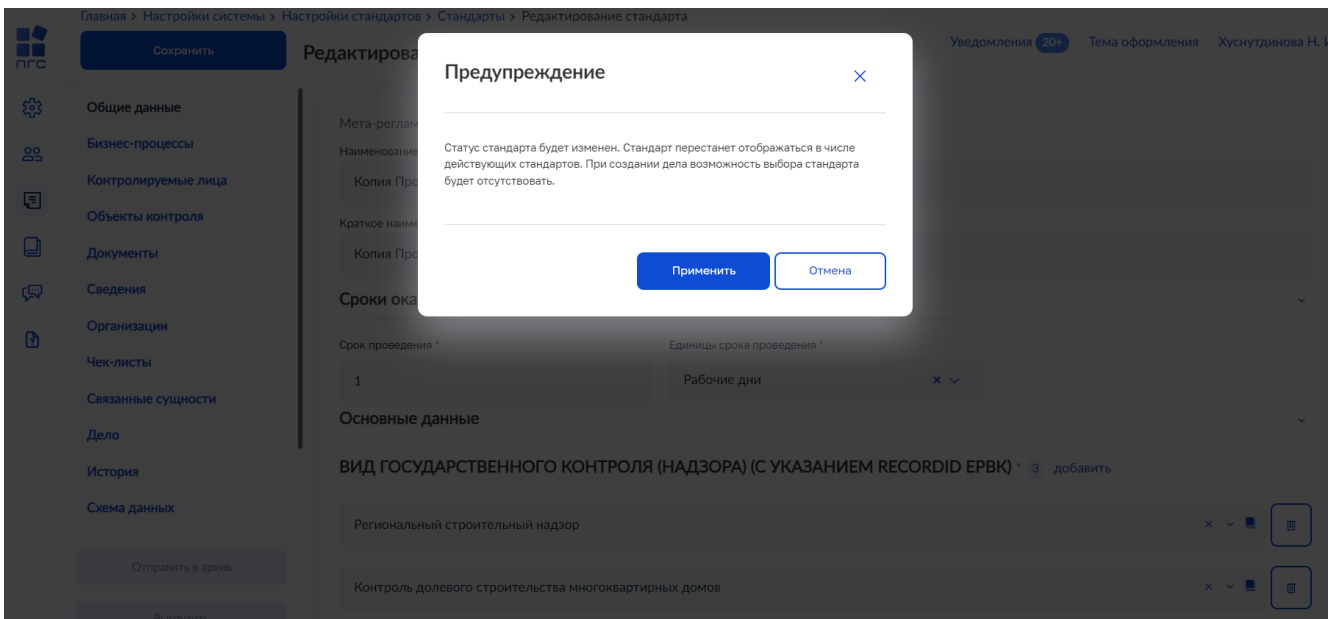 Главная > Настройки системы > Настройки стандартов > Стандарты > Редактирование стандарта
пгс
Сохранить
Редактирова
Уведомления 20+ Тема оформления Хуснутдинова Н. И
Предупреждение
Статус стандарта будет изменен. Стандарт перестанет отображаться в числе
действующих стандартов. При создании дела возможность выбора стандарта
будет отсутствовать.
Применить
Отмена
Общие данные
Бизнес-процессы
Контролируемые лица
Объекты контроля
Документы
Сведения
Организации
Чек-листы
Связанные сущности
Дело
История
Схема данных
Отправить в архив
Мета-реглам
Наименование
Копия Про
Краткое наиме
Копия Про
Сроки ока
Срок проведения *
Единицы срока проведения *
1
Рабочие дни
Основные данные
ВИД ГОСУДАРСТВЕННОГО КОНТРОЛЯ (НАДЗОРА) (С УКАЗАНИЕМ RECORDID ЕРВК) * 3 добавить
Региональный строительный надзор
Контроль долевого строительства многоквартирных домов